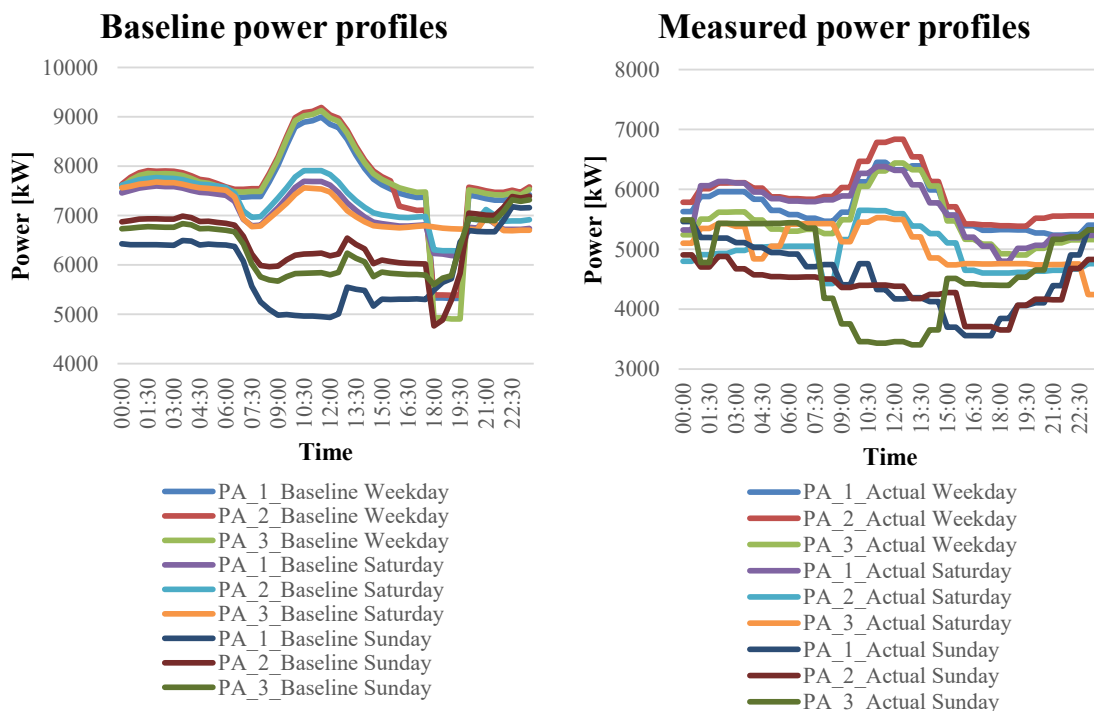 Baseline power profiles
10000
9000
8000
7000
6000
5000
4000
Power [kW]
00:00
01:30
03:00
04:30
06:00
07:30
09:00
10:30
12:00
13:30
15:00
16:30
18:00
19:30
21:00
22:30
Time
PA_1_Baseline Weekday
PA_2_Baseline Weekday
PA_3_Baseline Weekday
PA_1_Baseline Saturday
PA_2_Baseline Saturday
PA_3_Baseline Saturday
PA_1_Baseline Sunday
PA_2_Baseline Sunday
PA_3_Baseline Sunday
Measured power profiles
8000
7000
6000
5000
4000
3000
Power [kW]
00:00
01:30
03:00
04:30
06:00
07:30
09:00
10:30
12:00
13:30
15:00
16:30
18:00
19:30
21:00
22:30
Time
PA_1_Actual Weekday
PA_2_Actual Weekday
PA_3_Actual Weekday
PA_1_Actual Saturday
PA_2_Actual Saturday
PA_3_Actual Saturday
PA_1_Actual Sunday
PA_2_Actual Sunday
PA_3_Actual Sunday